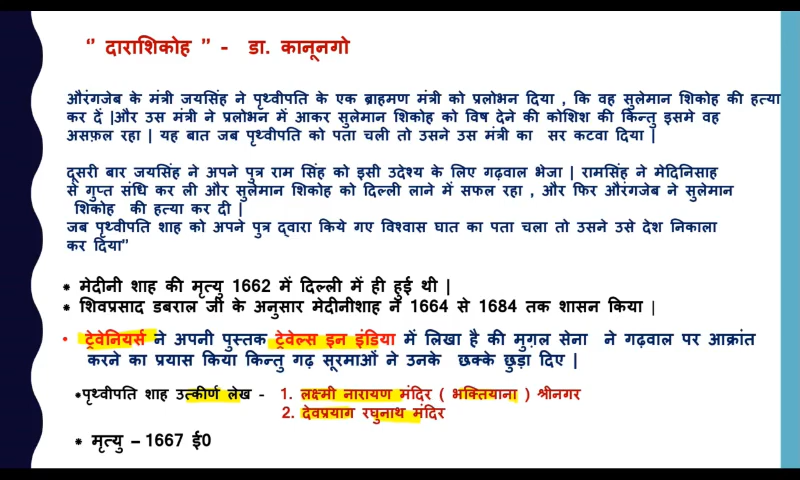 “ दाराशिकोह ” - डा. कानूनगो
औरंगजेब के मंत्री जयसिंह ने पृथ्वीपति के एक ब्राहमण मंत्री को प्रलोभन दिया , कि वह सुलेमान शिकोह की हत्या
कर दें |और उस मंत्री ने प्रलोभन में आकर सुलेमान शिकोह को विष देने की कोशिश की किन्तु इसमे वह
असफ़ल रहा | यह बात जब पृथ्वीपति को पता चली तो उसने उस मंत्री का सर कटवा दिया |
दूसरी बार जयसिंह ने अपने पुत्र राम सिंह को इसी उदेश्य के लिए गढ़वाल भेजा | रामसिंह ने मेदिनिसाह
से गुप्त संधि कर ली और सुलेमान शिकोह को दिल्ली लाने में सफल रहा , और फिर औरंगजेब ने सुलेमान
शिकोह की हत्या कर दी |
जब पृथ्वीपति शाह को अपने पुत्र द्वारा किये गए विश्वास घात का पता चला तो उसने उसे देश निकाला
कर दिया”
* मेदीनी शाह की मृत्यु 1662 में दिल्ली में ही हुई थी |
* शिवप्रसाद डबराल जी के अनुसार मेदीनीशाह ने 1664 से 1684 तक शासन किया |
• ट्रेवेनियर्स ने अपनी पुस्तक ट्रेवेल्स इन इंडिया में लिखा है की मुगल सेना ने गढ़वाल पर आक्रांत
करने का प्रयास किया किन्तु गढ़ सूरमाओं ने उनके छक्के छुड़ा दिए |
*पृथ्वीपति शाह उत्कीर्ण लेख - 1. लक्ष्मी नारायण मंदिर ( भक्तियाना ) श्रीनगर
2. देवप्रयाग रघुनाथ मंदिर
* मृत्यु – 1667 ई0